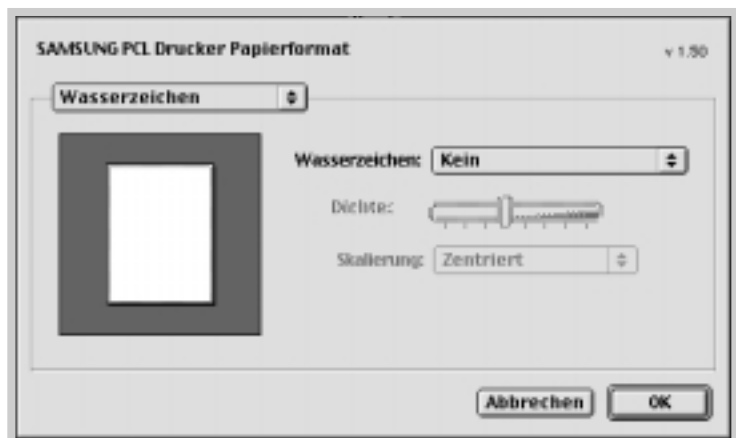 SAMSUNG PCL Drucker Papierformat
v 1.50
Wasserzeichen
Wasserzeichen: Kein
Dichte:
Skalierung: Zentriert
Abbrechen OK